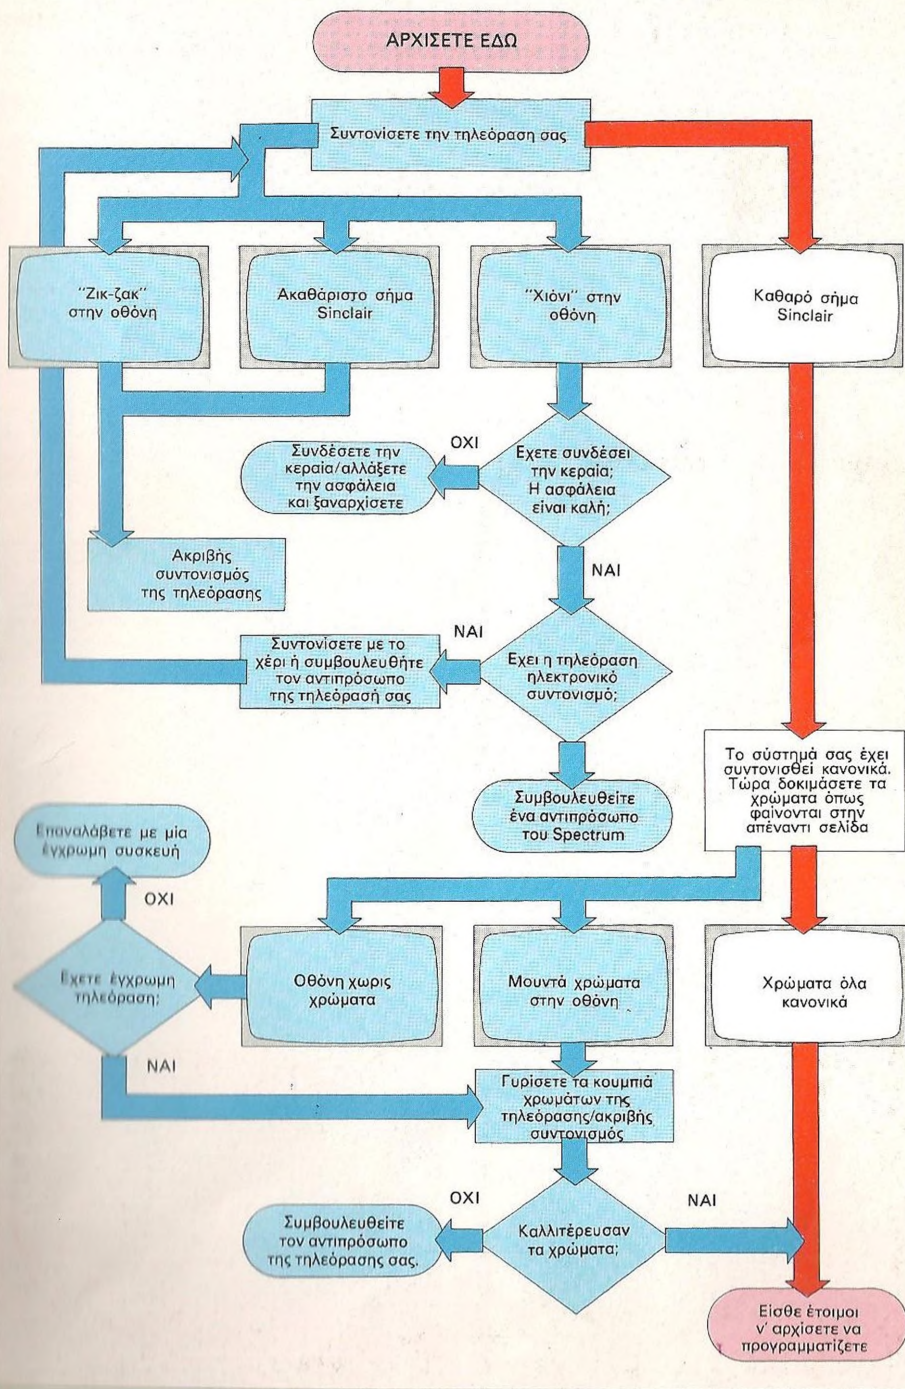 ΑΡΧΙΣΕΤΕ ΕΔΩ
Συντονίσετε την τηλεόραση σας
"Ζικ-ζακ"
στην οθόνη
Ακαθάριστο σήμα
Sinclair
"Χιόνι" στην
οθόνη
Καθαρό σήμα
Sinclair
ΟΧΙ
Συνδέσετε την
κεραία/αλλάξετε
την ασφάλεια
και ξαναρχίσετε
Εχετε συνδέσει
την κεραία;
Η ασφάλεια
είναι καλή;
Ακριβής
συντονισμός
της τηλεόρασης
ΝΑΙ
ΝΑΙ
Συντονίσετε με το
χέρι ή συμβουλευθήτε
τον αντιπρόσωπο
της τηλεόρασή σας
Εχει η τηλεόραση
ηλεκτρονικό
συντονισμό;
Το σύστημά σας έχει
συντονισθεί κανονικά.
Τώρα δοκιμάσετε τα
χρώματα όπως
φαίνονται στην
απέναντι σελίδα
Συμβουλευθείτε
ένα αντιπρόσωπο
του Spectrum
Επαναλάβετε με μία
έγχρωμη συσκευή
ΟΧΙ
Εχετε έγχρωμη
τηλεόραση;
Οθόνη χωρις
χρώματα
Μουντά χρώματα
στην οθόνη
Χρώματα όλα
κανονικά
ΝΑΙ
Γυρίσετε τα κουμπιά
χρωμάτων της
τηλεόρασης/ακριβής
συντονισμός
ΟΧΙ
ΝΑΙ
Συμβουλευθείτε
τον αντιπρόσωπο
της τηλεόρασης σας.
Καλλιτέρευσαν
τα χρώματα;
Είσθε έτοιμοι
ν' αρχίσετε να
προγραμματίζετε